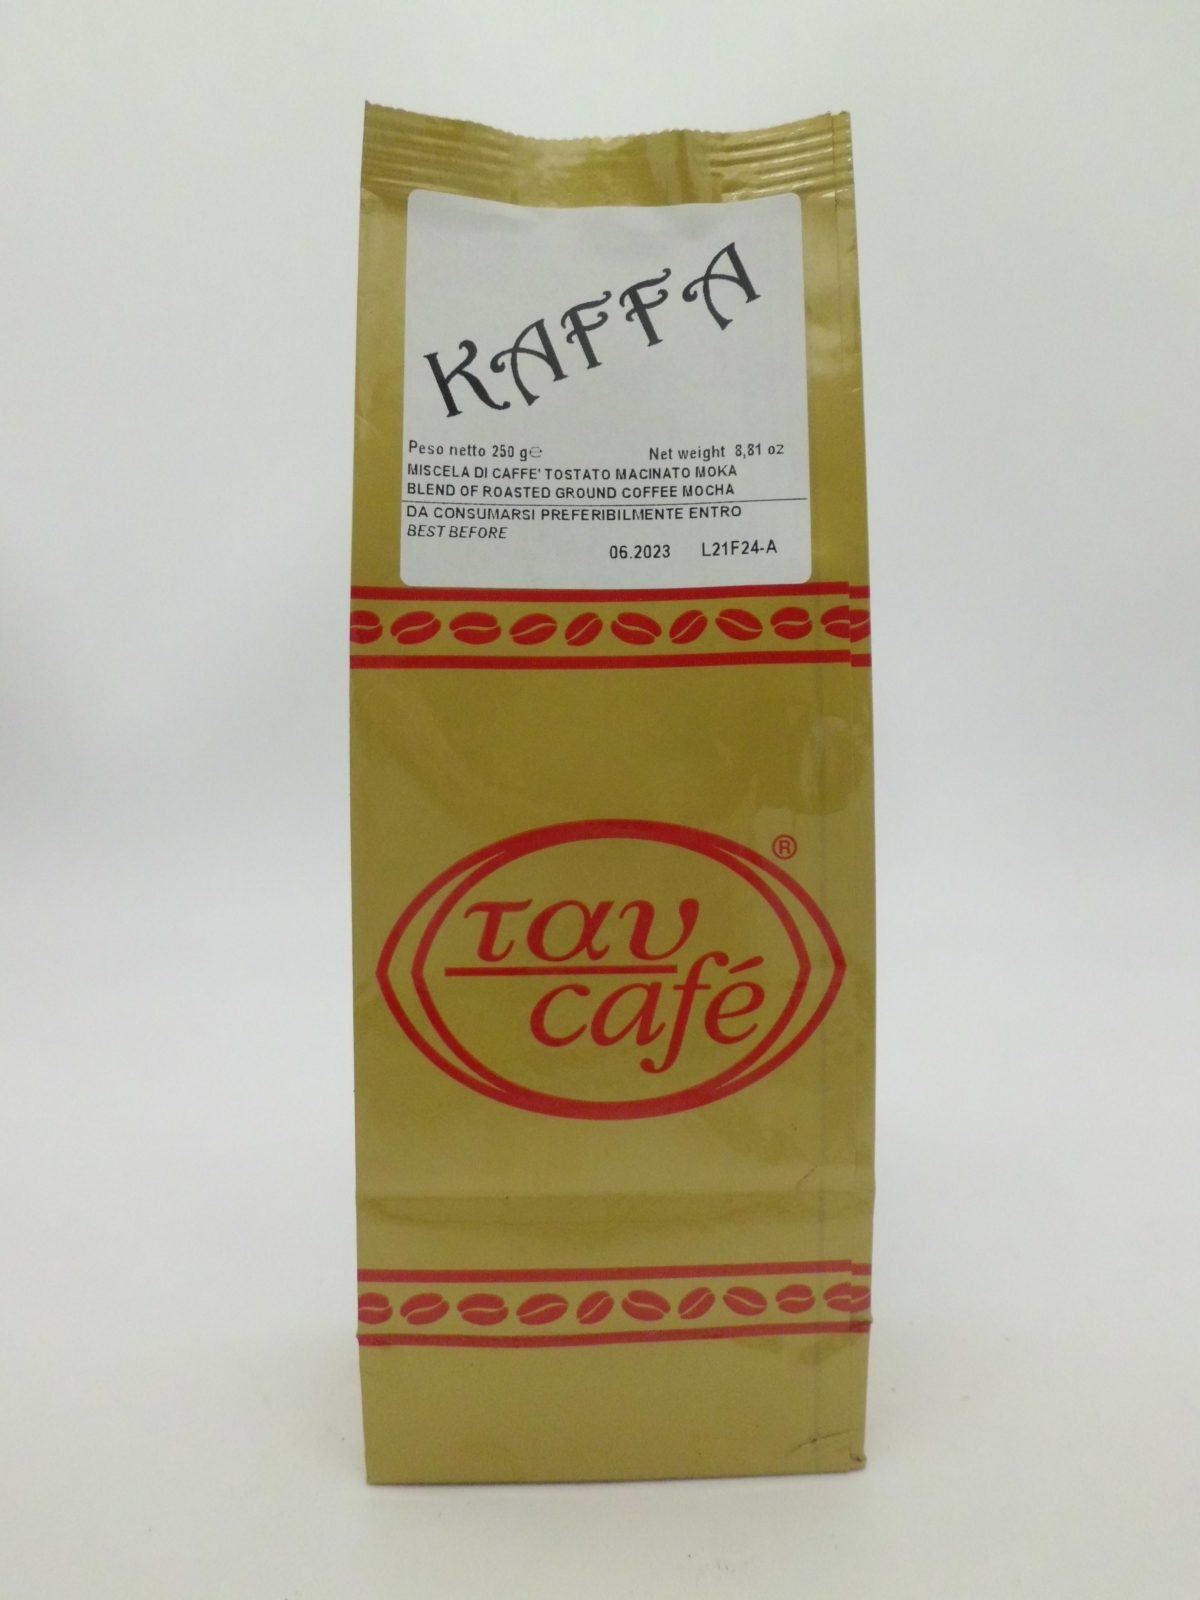 KAFFA
Peso netto 250 g℮ Net weight 8,81 oz
MISCELA DI CAFFE' TOSTATO MACINATO MOKA
BLEND OF ROASTED GROUND COFFEE MOCHA
DA CONSUMARSI PREFERIBILMENTE ENTRO
BEST BEFORE
06.2023 L21F24-A
®
ταυ
café